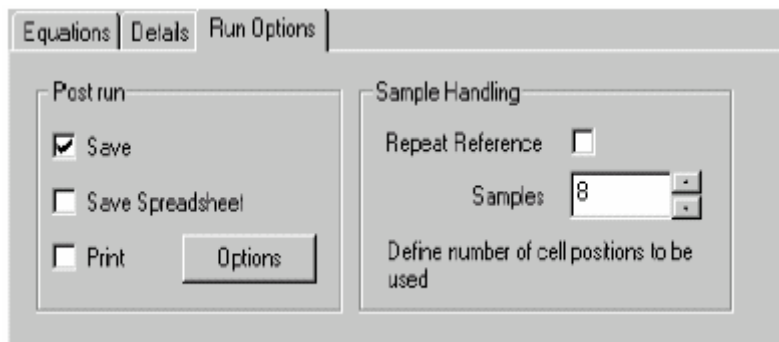 Equations Details Run Options
Post run
Save
Save Spreadsheet
Print Options
Sample Handling
Repeat Reference
Samples 8
Define number of cell positions to be
used